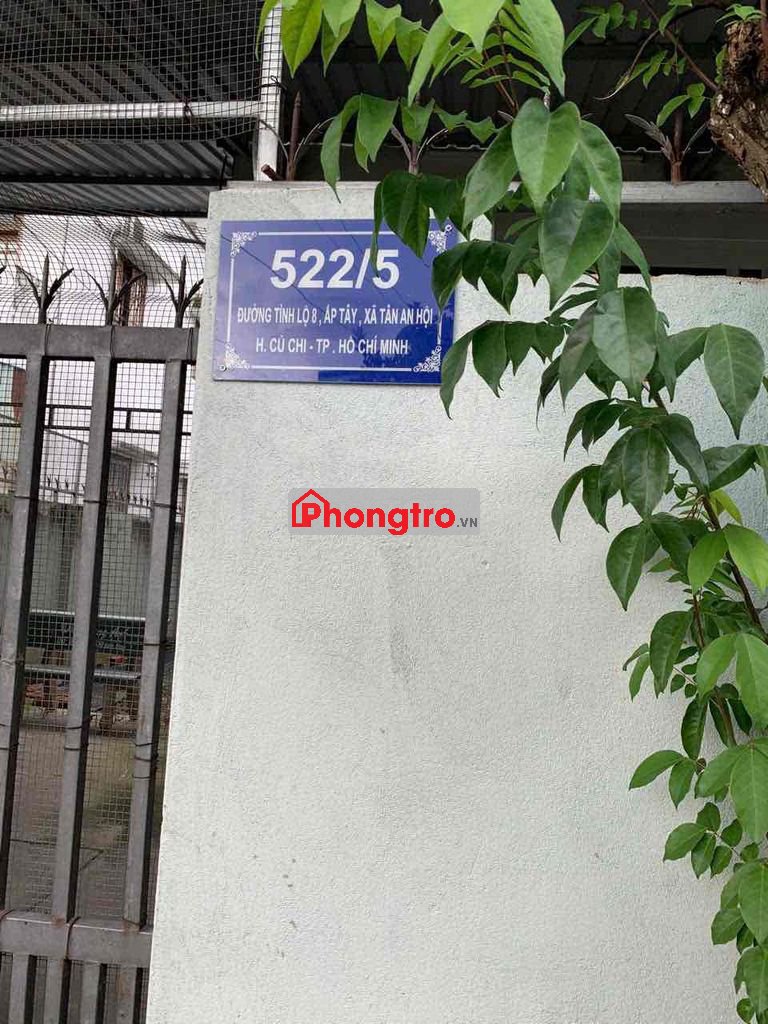 522/5
ĐƯỜNG TỈNH LỘ 8, ẤP TÂY, XÃ TÂN AN HỘI
H. CỦ CHI - TP. HỒ CHÍ MINH
Phongtro.VN